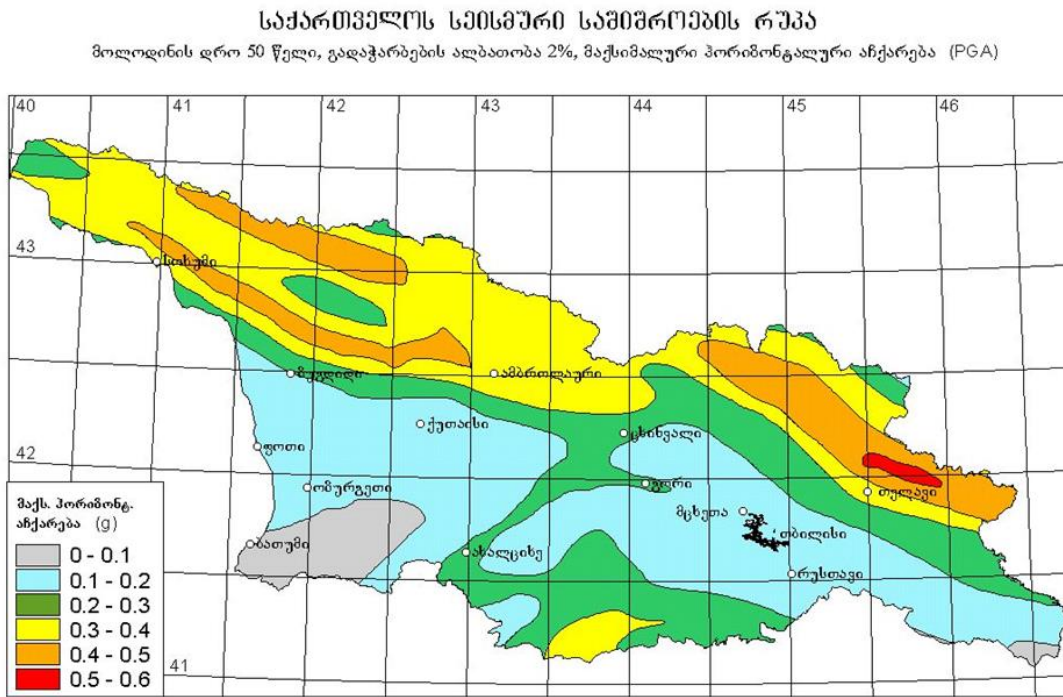 საქართველოს სეისმური საშიშროების რუკა
მოლოდინის დრო 50 წელი, გადაჭარბების ალბათობა 2%, მაქსიმალური ჰორიზონტალური აჩქარება (PGA)
40 41 42 43 44 45 46
43
სოხუმი
ზუგდიდი
ამბროლაური
ქუთაისი
ცხინვალი
ფოთი
42
ოზურგეთი
გორი
თელავი
მცხეთა
თბილისი
ბათუმი
ახალციხე
რუსთავი
41
მაქს. ჰორიზონტ.
აჩქარება (g)
0 - 0.1
0.1 - 0.2
0.2 - 0.3
0.3 - 0.4
0.4 - 0.5
0.5 - 0.6